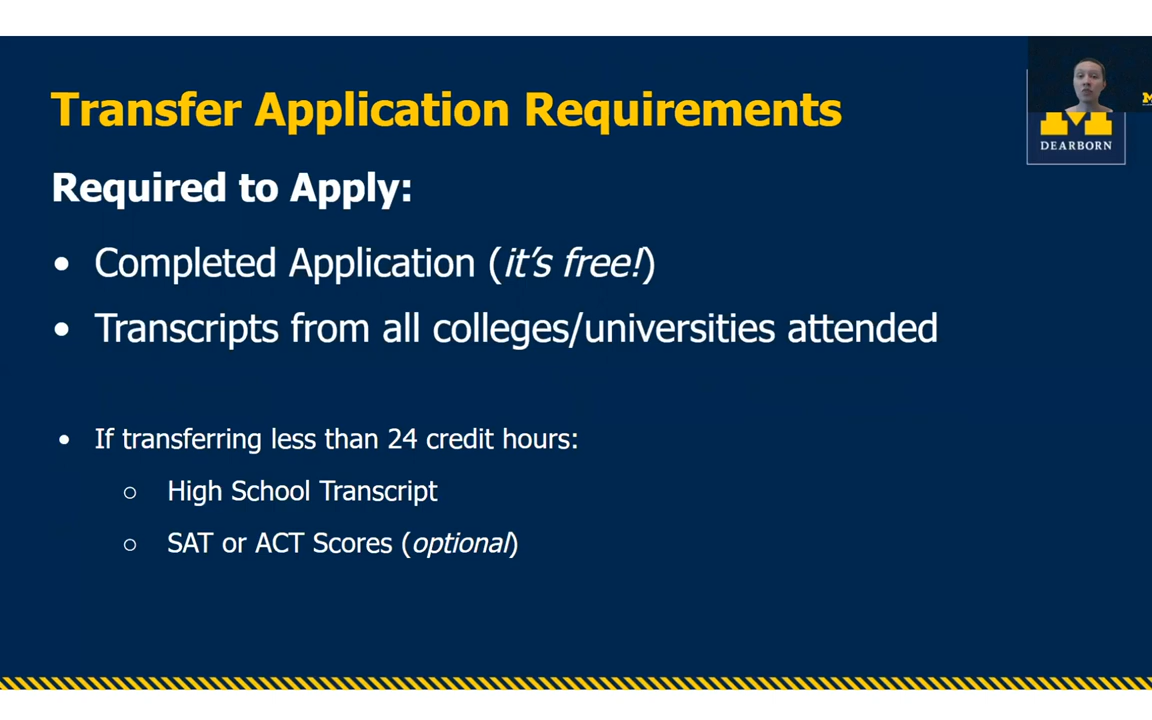 Transfer Application Requirements
DEARBORN
Required to Apply:
• Completed Application (it's free!)
• Transcripts from all colleges/universities attended
• If transferring less than 24 credit hours:
○ High School Transcript
○ SAT or ACT Scores (optional)